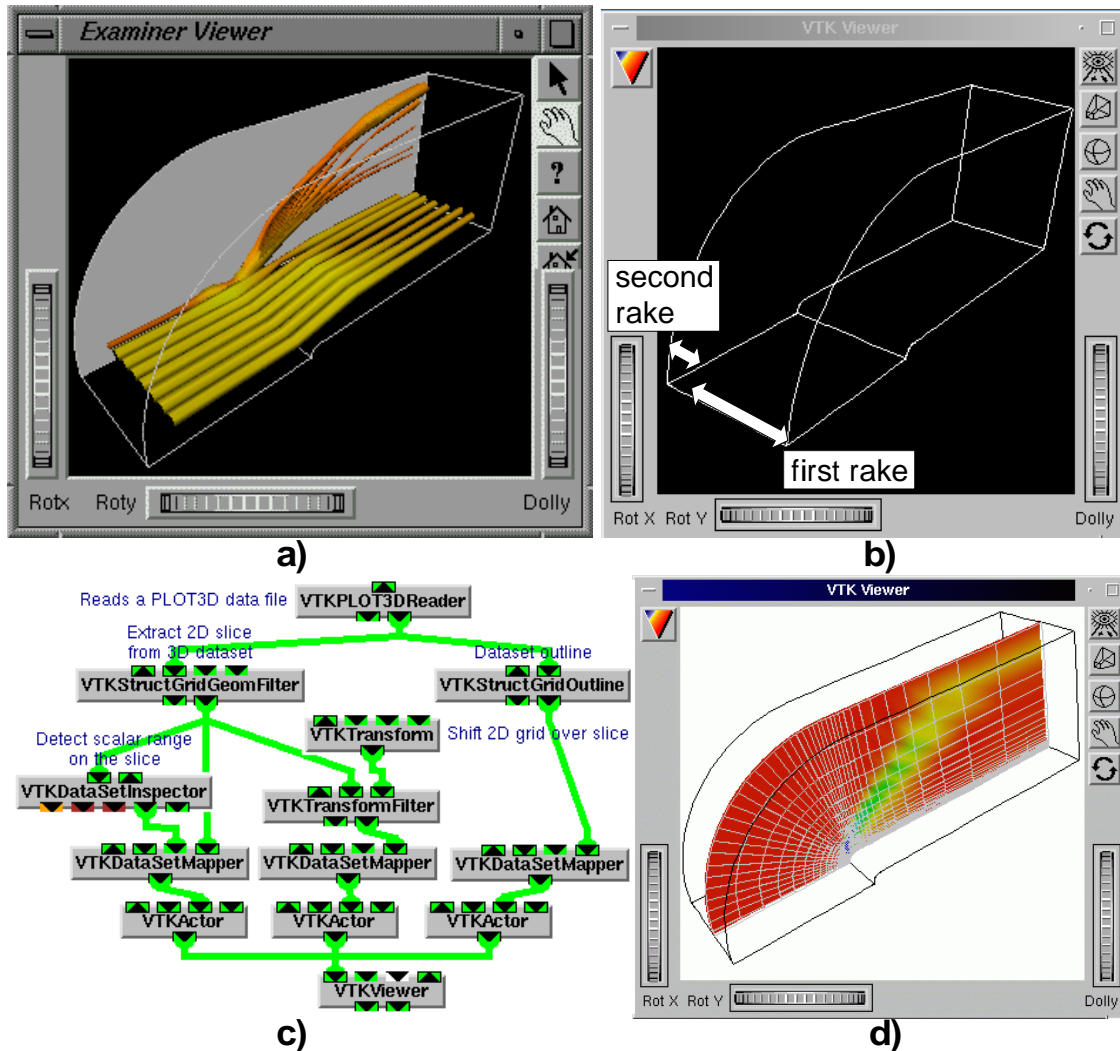 Examiner Viewer
?
Rotx Roty Dolly
a)
VTK Viewer
second
rake
first rake
Rot X Rot Y Dolly
b)
Reads a PLOT3D data file
VTKPLOT3DReader
Extract 2D slice
from 3D dataset
Dataset outline
VTKStructGridGeomFilter
VTKStructGridOutline
VTKTransform
Shift 2D grid over slice
Detect scalar range
on the slice
VTKDataSetInspector
VTKTransformFilter
VTKDataSetMapper
VTKDataSetMapper
VTKDataSetMapper
VTKActor
VTKActor
VTKActor
VTKViewer
c)
VTK Viewer
Rot X Rot Y Dolly
d)